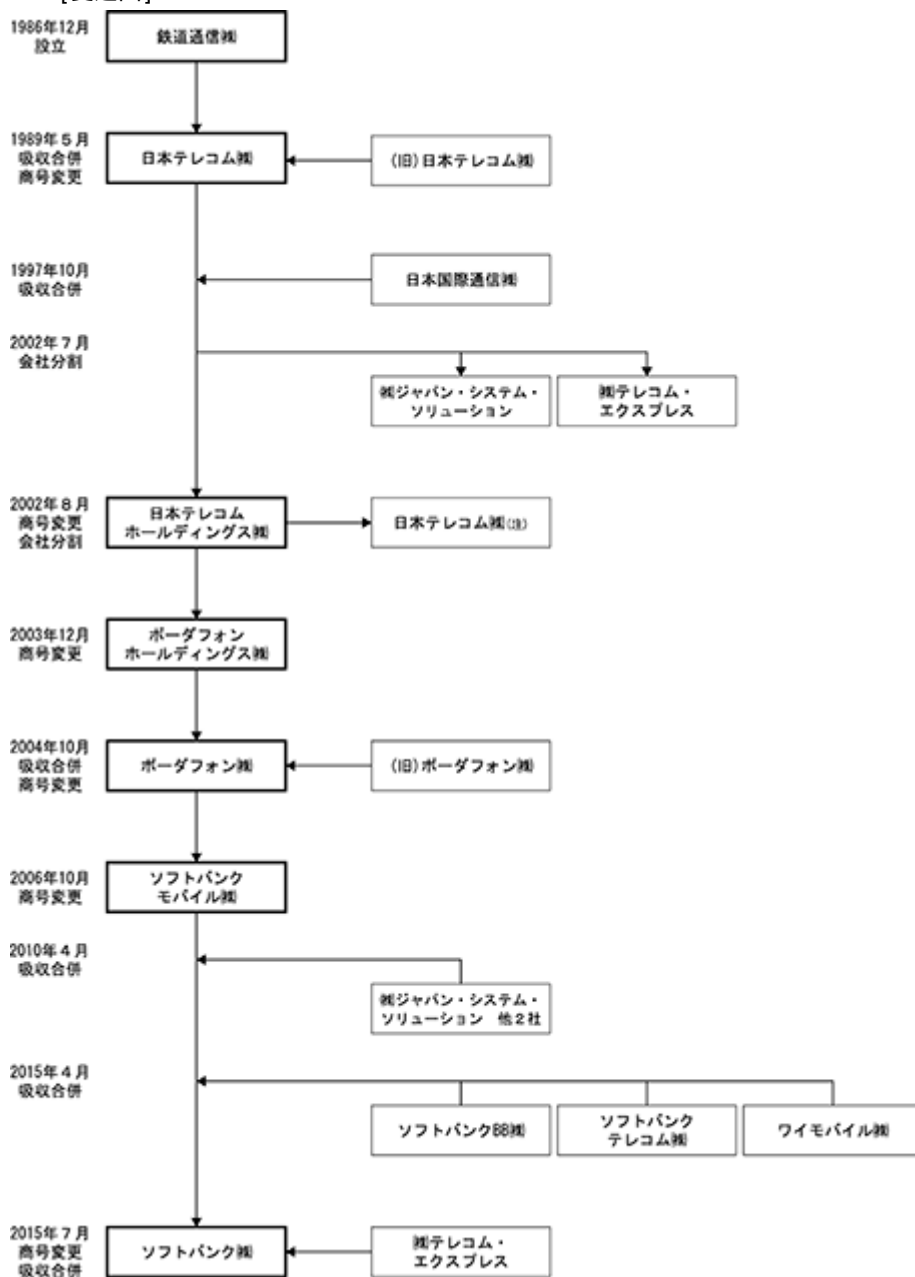 1986年12月
設立
鉄道通信㈱
1989年５月
吸収合併
商号変更
日本テレコム㈱
(旧)日本テレコム㈱
1997年10月
吸収合併
日本国際通信㈱
2002年７月
会社分割
㈱ジャパン・システム・
ソリューション
㈱テレコム・
エクスプレス
2002年８月
商号変更
会社分割
日本テレコム
ホールディングス㈱
日本テレコム㈱(注)
2003年12月
商号変更
ボーダフォン
ホールディングス㈱
2004年10月
吸収合併
商号変更
ボーダフォン㈱
(旧)ボーダフォン㈱
2006年10月
商号変更
ソフトバンク
モバイル㈱
2010年４月
吸収合併
㈱ジャパン・システム・
ソリューション　他２社
2015年４月
吸収合併
ソフトバンクBB㈱
ソフトバンク
テレコム㈱
ワイモバイル㈱
2015年７月
商号変更
吸収合併
ソフトバンク㈱
㈱テレコム・
エクスプレス